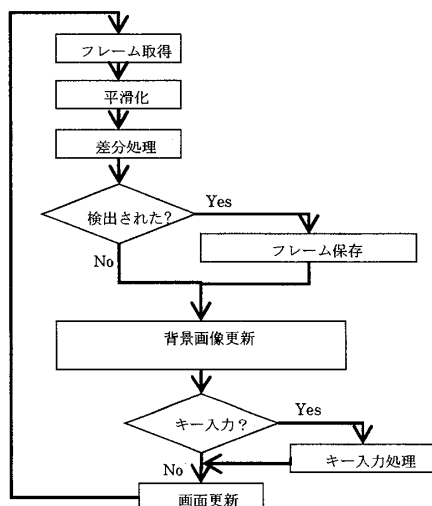 フレーム取得
平滑化
差分処理
検出された?
Yes
フレーム保存
No
背景画像更新
キー入力？
Yes
キー入力処理
No
画面更新